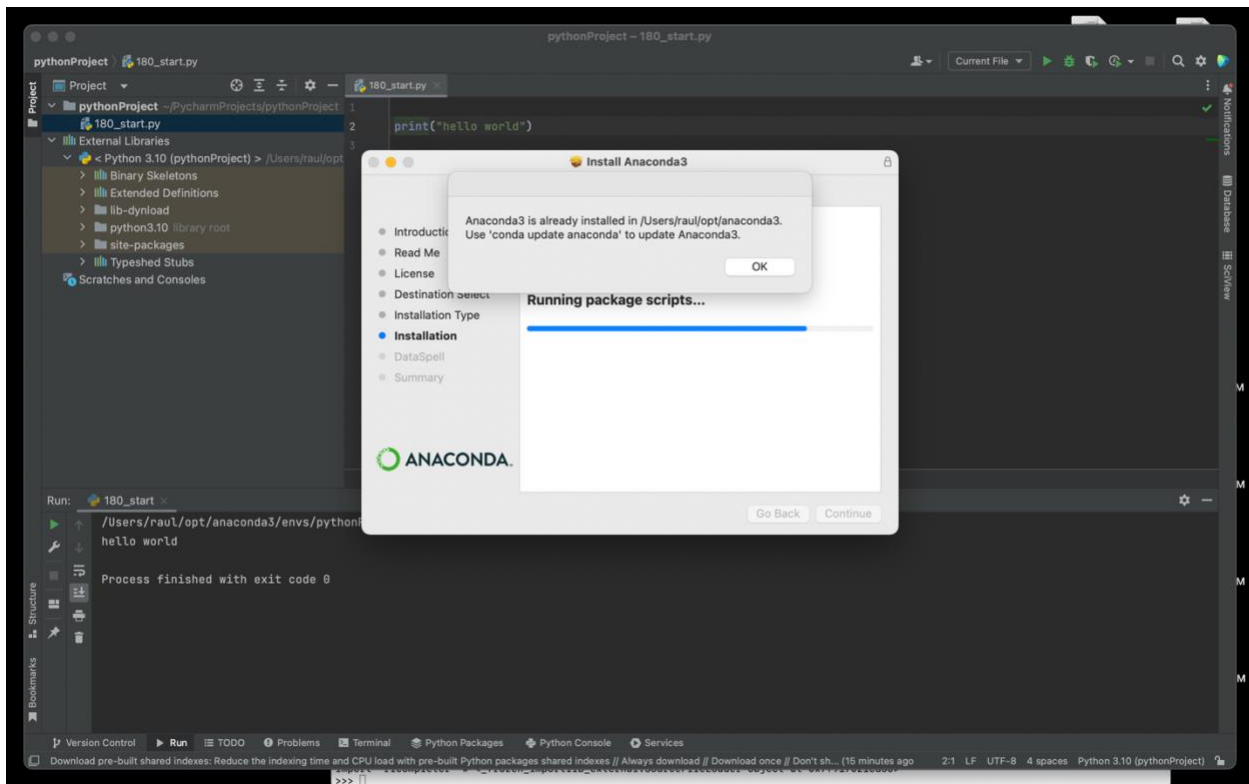 pythonProject – 180_start.py
pythonProject 180_start.py
Current File
Project
180_start.py
pythonProject ~/PycharmProjects/pythonProject
180_start.py
External Libraries
< Python 3.10 (pythonProject) > /Users/raul/opt
Binary Skeletons
Extended Definitions
lib-dynload
python3.10 library root
site-packages
Typeshed Stubs
Scratches and Consoles
1
2 print("hello world")
3
Install Anaconda3
Anaconda3 is already installed in /Users/raul/opt/anaconda3.
Use 'conda update anaconda' to update Anaconda3.
OK
Introductio
Read Me
License
Destination Select
Installation Type
Installation
DataSpell
Summary
Running package scripts...
ANACONDA.
Go Back Continue
Project
Structure
Bookmarks
Notifications
Database
SciView
M
M
M
M
Run: 180_start
/Users/raul/opt/anaconda3/envs/python
hello world
Process finished with exit code 0
Version Control Run TODO Problems Terminal Python Packages Python Console Services
Download pre-built shared indexes: Reduce the indexing time and CPU load with pre-built Python packages shared indexes // Always download // Download once // Don't sh... (15 minutes ago 2:1 LF UTF-8 4 spaces Python 3.10 (pythonProject)
>>>